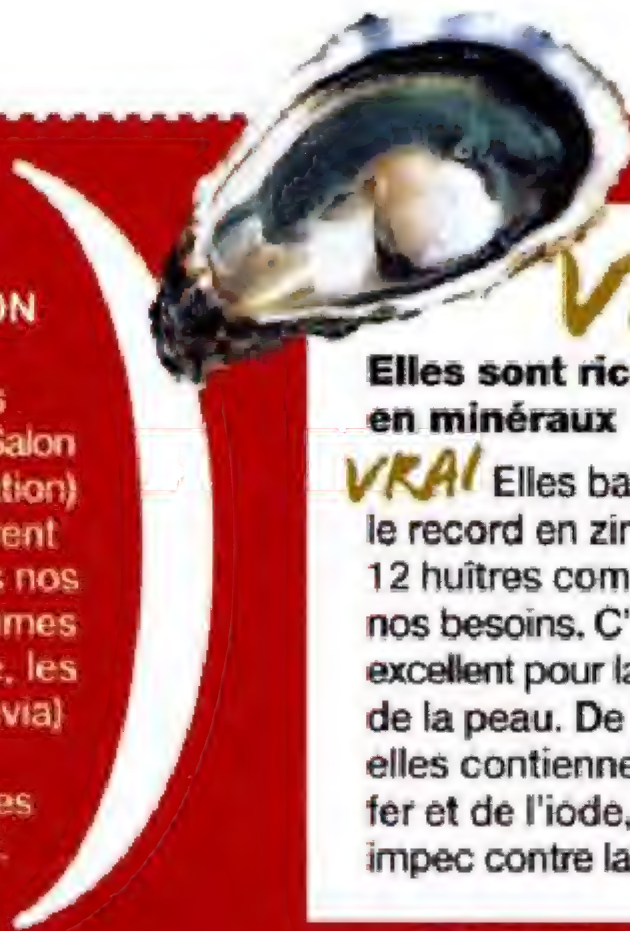 ON
s
Salon
tion)
rent
s nos
imes
, les
via)
es
V
Elles sont ric
en minéraux
VRAI Elles ba
le record en zin
12 huîtres com
nos besoins. C'
excellent pour la
de la peau. De
elles contienne
fer et de l'iode,
impec contre la